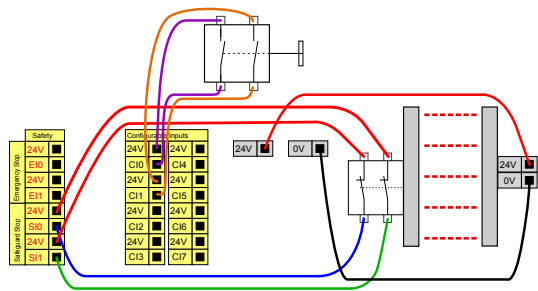 Safety
Emergency Stop
24V
EI0
24V
EI1
Safeguard Stop
24V
SI0
24V
SI1
Configurable Inputs
24V 24V
CI0 CI4
24V 24V
CI1 CI5
24V 24V
CI2 CI6
24V 24V
CI3 CI7
24V 0V
24V
0V